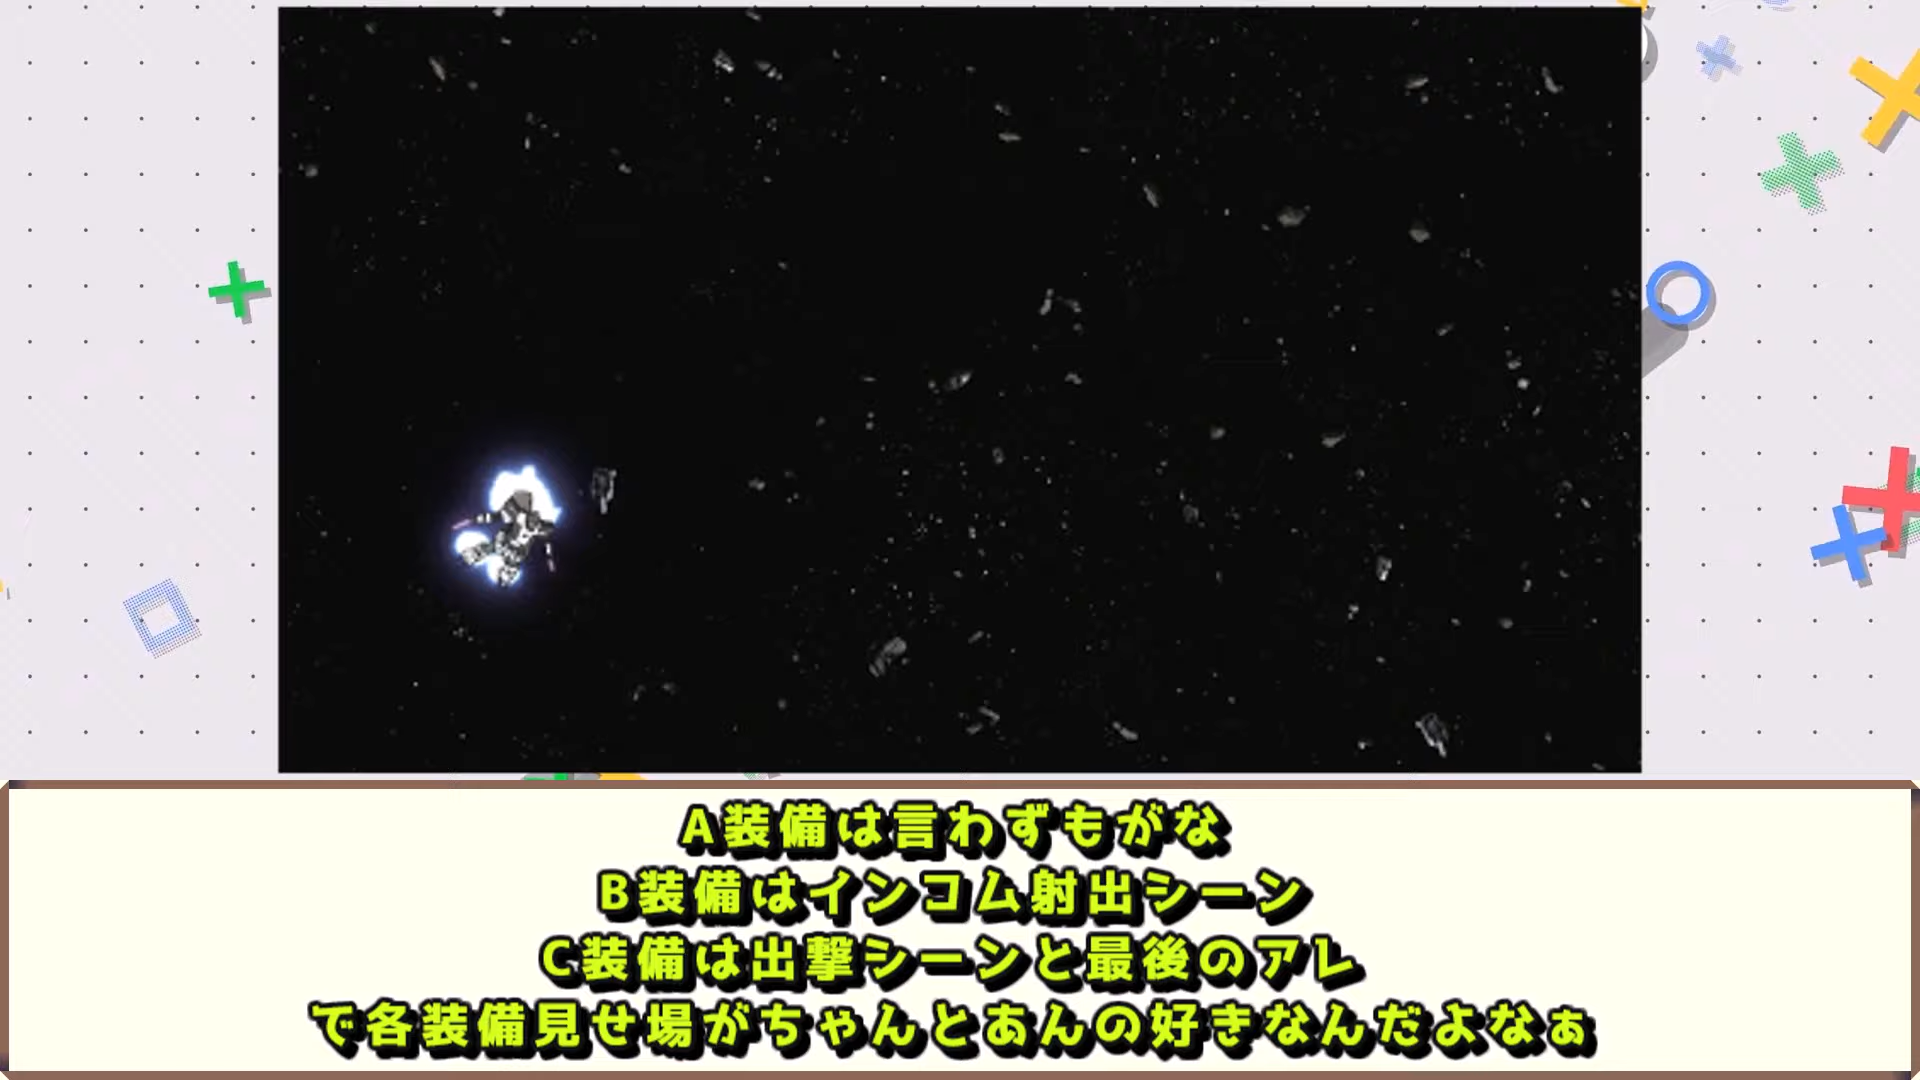 A装備は言わずもがな
B装備はインコム射出シーン
C装備は出撃シーンと最後のアレ
で各装備見せ場がちゃんとあんの好きなんだよなぁ